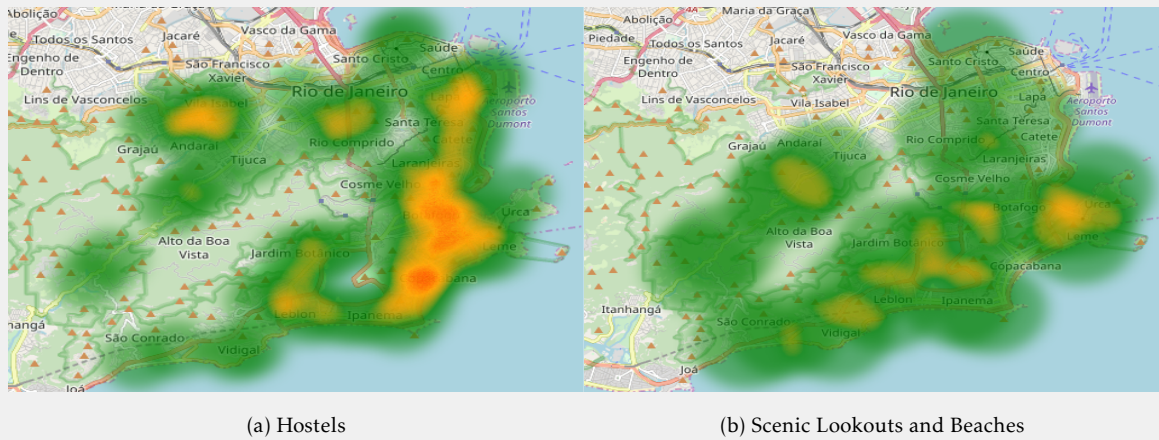 Abolição
Maria da Graça
Todos os Santos
Jacaré
Vasco da Gama
Engenho de
Dentro
São Francisco
Xavier
Santo Cristo
Saúde
Centro
Lins de Vasconcelos
Vila Isabel
Rio de Janeiro
Lapa
Aeroporto
Santos
Dumont
Grajaú
Andaraí
Santa Teresa
Tijuca
Rio Comprido
Catete
Laranjeiras
Cosme Velho
Urca
Alto da Boa
Vista
Jardim Botânico
Leme
Leblon
Ipanema
São Conrado
Vidigal
Joá
Abolição
Maria da Graça
Piedade
Todos os Santos
Jacaré
Vasco da Gama
Engenho de
Dentro
São Francisco
Xavier
Santo Cristo
Saúde
Centro
Lins de Vasconcelos
Vila Isabel
Rio de Janeiro
Lapa
Aeroporto
Santos
Dumont
Grajaú
Andaraí
Santa Teresa
Tijuca
Rio Comprido
Catete
Laranjeiras
Cosme Velho
Botafogo
Urca
Alto da Boa
Vista
Jardim Botânico
Leme
Copacabana
Itanhangá
Leblon
Ipanema
São Conrado
Vidigal
Joá
(a) Hostels
(b) Scenic Lookouts and Beaches